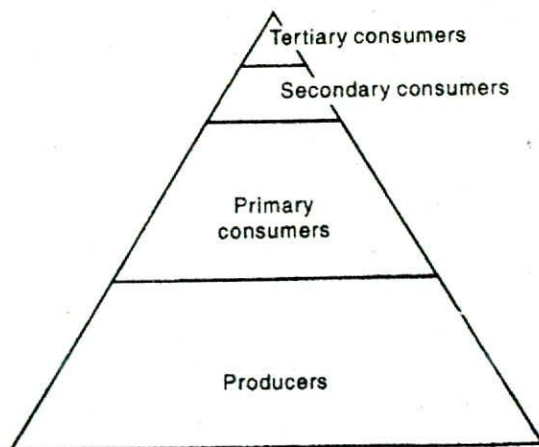 Tertiary consumers
Secondary consumers
Primary
consumers
Producers